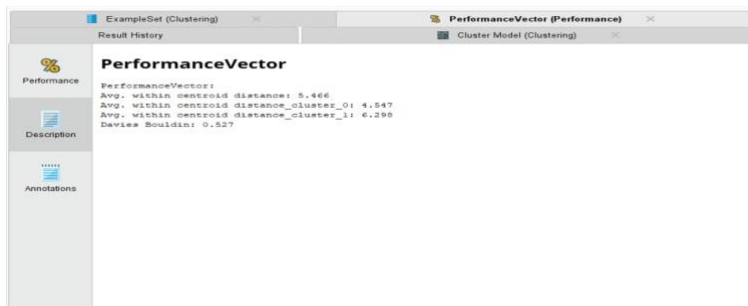 ExampleSet (Clustering)
PerformanceVector (Performance)
Result History
Cluster Model (Clustering)
%
Performance
Description
Annotations
PerformanceVector
PerformanceVector:
Avg. within centroid distance: 5.466
Avg. within centroid distance_cluster_0: 4.547
Avg. within centroid distance_cluster_1: 6.298
Davies Bouldin: 0.527